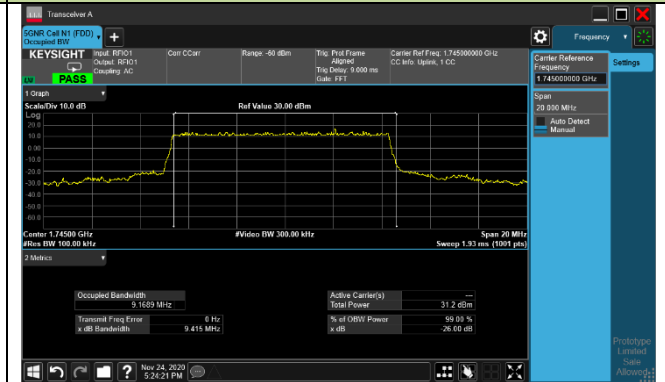 Transceiver A
5GNR Call N1 (FDD)
Occupied BW
Frequency
KEYSIGHT
Input: RFIO1
Output: RFIO1
Coupling: AC
Corr CCorr
Range: -60 dBm
Trig: Prot Frame
Aligned
Trig Delay: 9.000 ms
Gate: FFT
Carrier Ref Freq: 1.745000000 GHz
CC Info: Uplink, 1 CC
PASS
Carrier Reference
Frequency
1.745000000 GHz
Settings
Span
20.000 MHz
Auto Detect
Manual
1 Graph
Scale/Div 10.0 dB
Ref Value 30.00 dBm
Log
20.0
10.0
0.00
-10.0
-20.0
-30.0
-40.0
-50.0
-60.0
Center 1.74500 GHz
#Video BW 300.00 kHz
Span 20 MHz
#Res BW 100.00 kHz
Sweep 1.93 ms (1001 pts)
2 Metrics
Occupied Bandwidth
9.1689 MHz
Active Carrier(s)
---
Total Power
31.2 dBm
Transmit Freq Error
0 Hz
% of OBW Power
99.00 %
x dB Bandwidth
9.415 MHz
x dB
-26.00 dB
Prototype
Limited
Sale
Allowed
Nov 24, 2020
5:24:21 PM